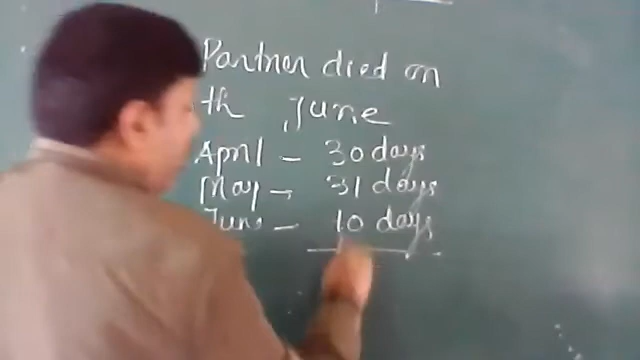 Partner died on
th June
April - 30 days
May - 31 days
June - 10 days